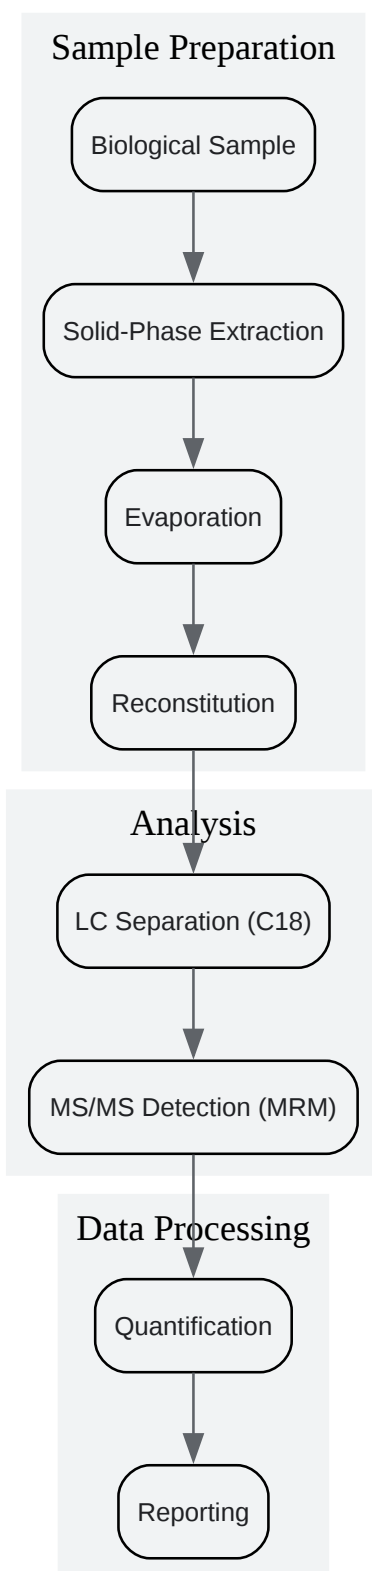 Sample Preparation
Biological Sample
Solid-Phase Extraction
Evaporation
Reconstitution
Analysis
LC Separation (C18)
MS/MS Detection (MRM)
Data Processing
Quantification
Reporting